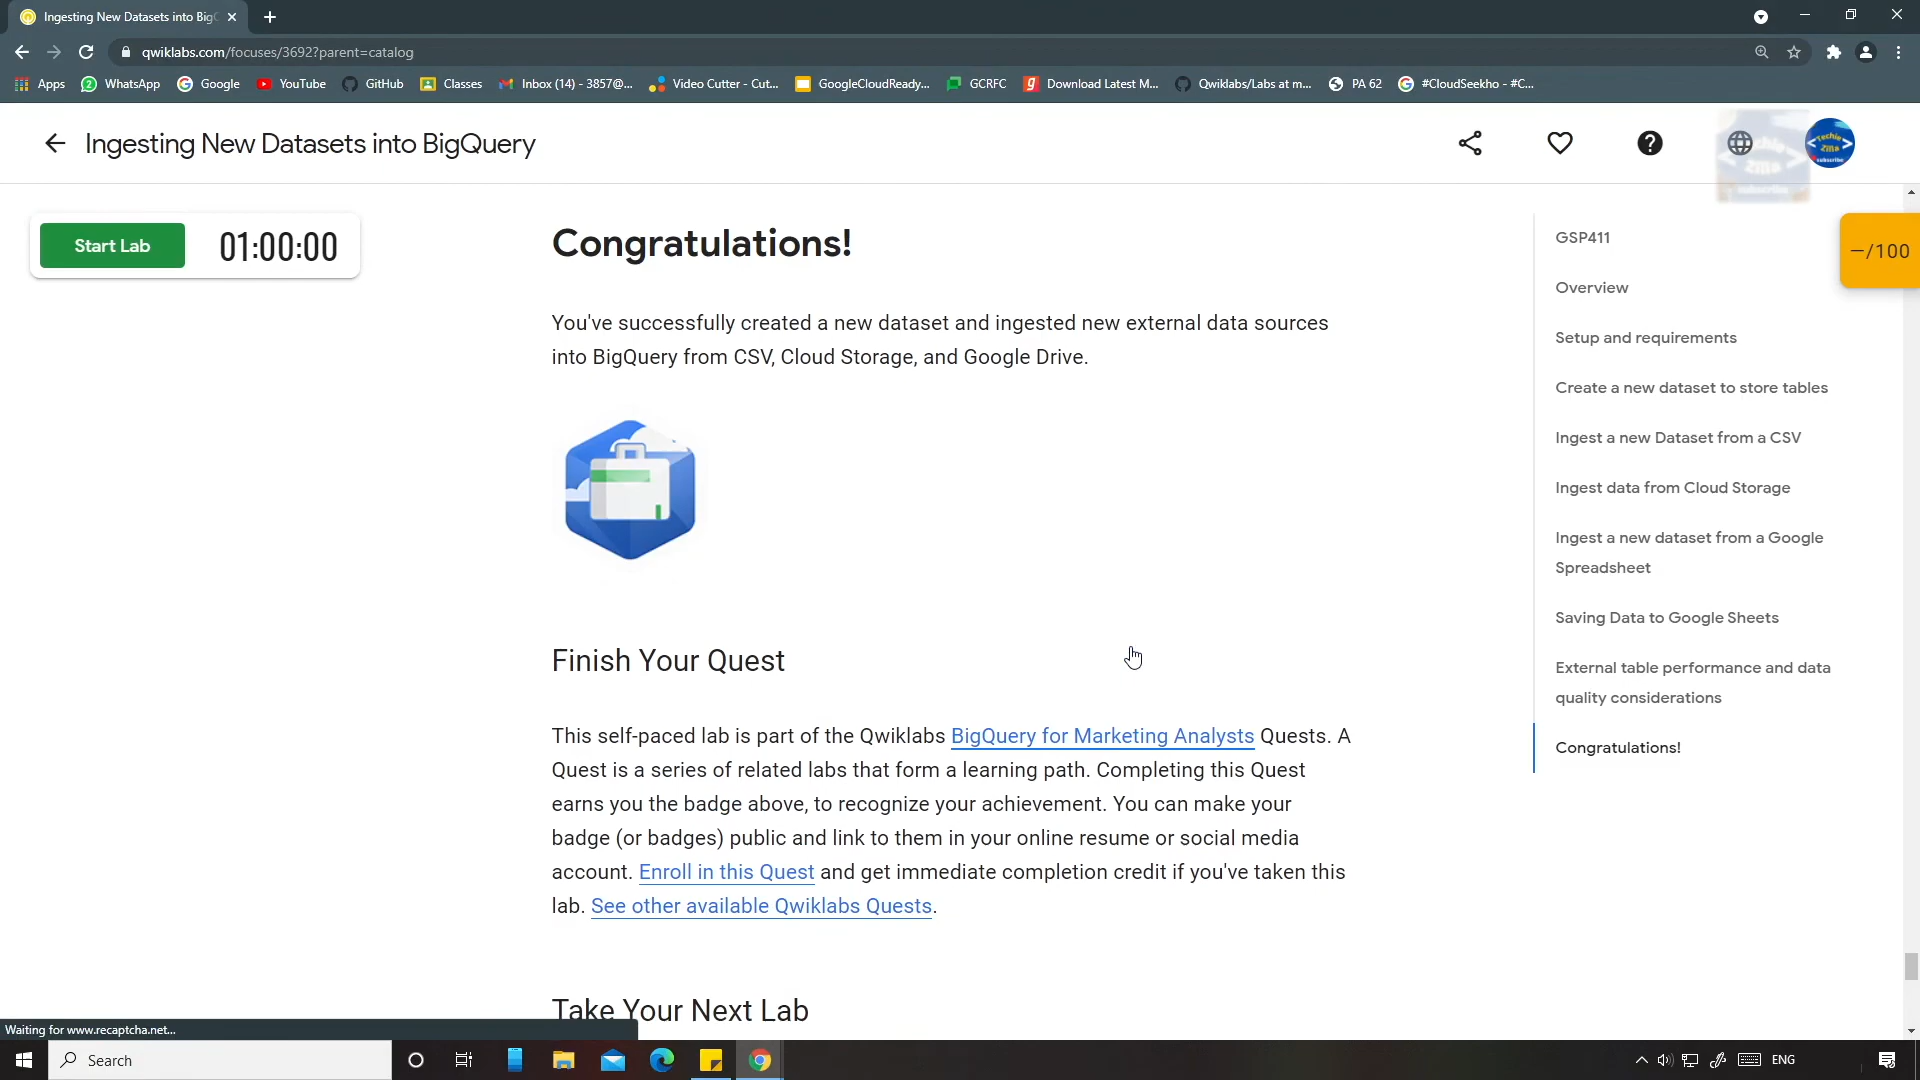 Ingesting New Datasets into BigQ
qwiklabs.com/focuses/3692?parent=catalog
Apps WhatsApp Google YouTube GitHub Classes Inbox (14) - 3857@... Video Cutter - Cut... GoogleCloudReady... GCRFC Download Latest M... Qwiklabs/Labs at m... PA 62 #CloudSeekho - #C...
Ingesting New Datasets into BigQuery
Start Lab 01:00:00
–/100
Congratulations!
You've successfully created a new dataset and ingested new external data sources
into BigQuery from CSV, Cloud Storage, and Google Drive.
Finish Your Quest
This self-paced lab is part of the Qwiklabs BigQuery for Marketing Analysts Quests. A
Quest is a series of related labs that form a learning path. Completing this Quest
earns you the badge above, to recognize your achievement. You can make your
badge (or badges) public and link to them in your online resume or social media
account. Enroll in this Quest and get immediate completion credit if you've taken this
lab. See other available Qwiklabs Quests.
Take Your Next Lab
GSP411
Overview
Setup and requirements
Create a new dataset to store tables
Ingest a new Dataset from a CSV
Ingest data from Cloud Storage
Ingest a new dataset from a Google
Spreadsheet
Saving Data to Google Sheets
External table performance and data
quality considerations
Congratulations!
<Techie
Zilla>
subscribe
Waiting for www.recaptcha.net...
Search
ENG